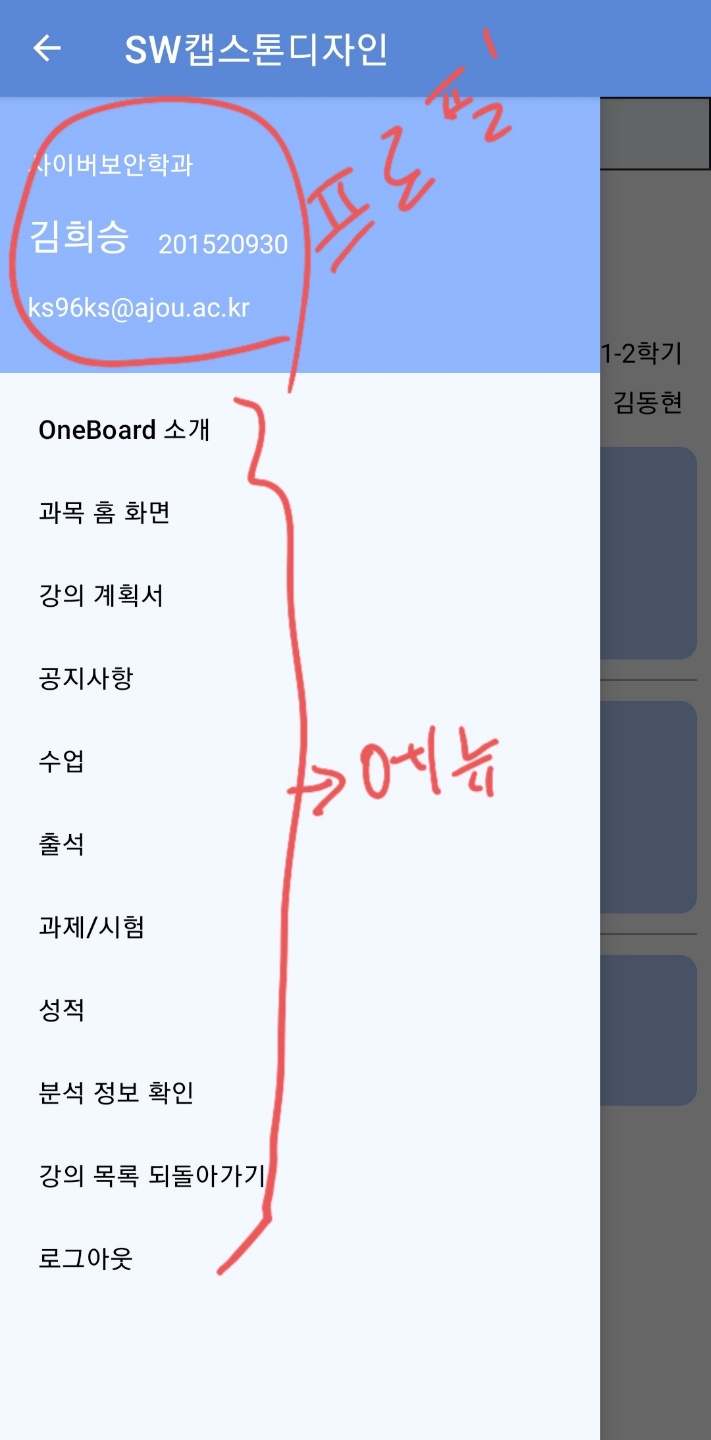 SW캡스톤디자인
사이버보안학과
김희승 201520930
ks96ks@ajou.ac.kr
프로필
1-2학기
김동현
OneBoard 소개
과목 홈 화면
강의 계획서
공지사항
수업
메뉴
출석
과제/시험
성적
분석 정보 확인
강의 목록 되돌아가기
로그아웃